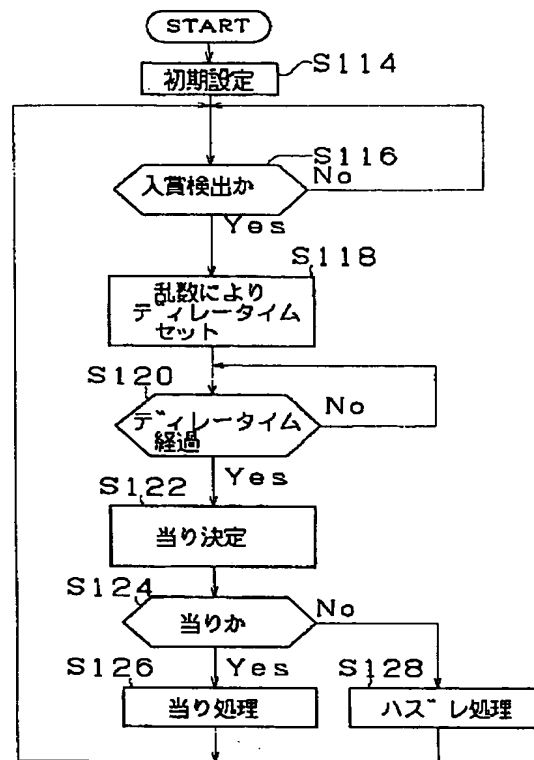 START
S114
初期設定
S116
入賞検出か
No
Yes
S118
乱数により
ディレータイム
セット
S120
ディレータイム
経過
No
Yes
S122
当り決定
S124
当りか
No
Yes
S126
当り処理
S128
ハズレ処理